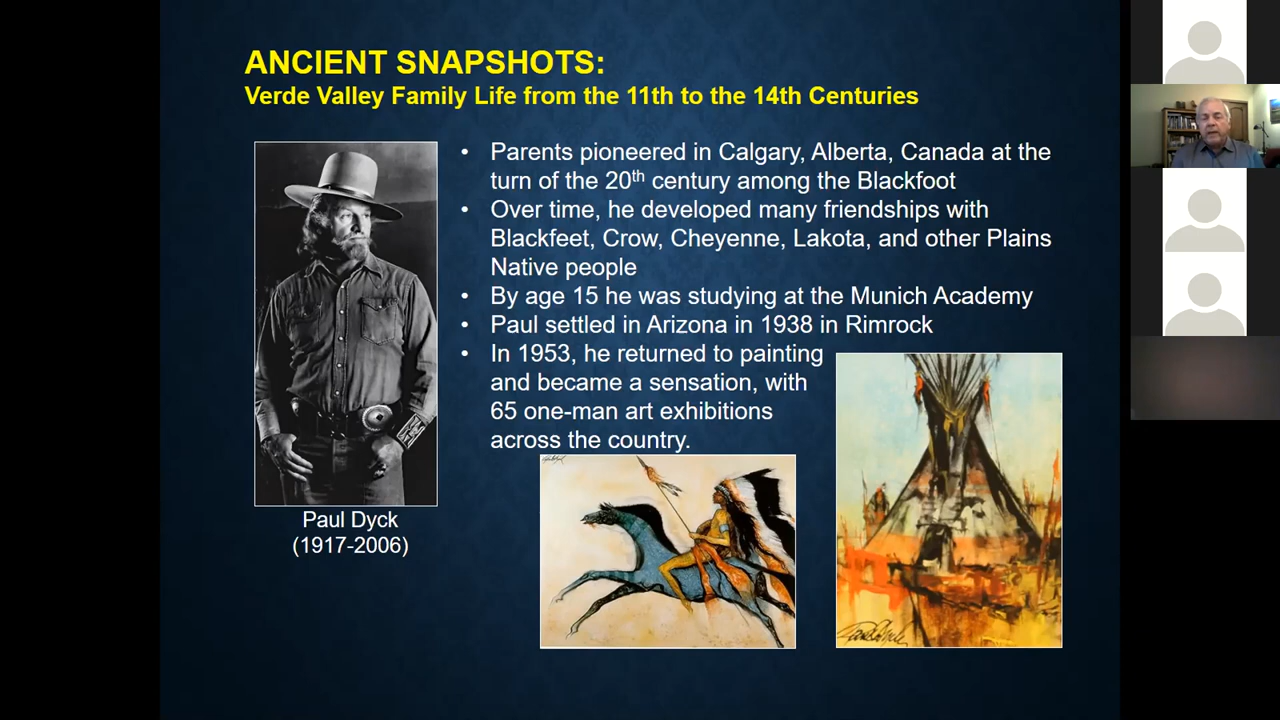 ANCIENT SNAPSHOTS:
Verde Valley Family Life from the 11th to the 14th Centuries
• Parents pioneered in Calgary, Alberta, Canada at the
turn of the 20th century among the Blackfoot
• Over time, he developed many friendships with
Blackfeet, Crow, Cheyenne, Lakota, and other Plains
Native people
• By age 15 he was studying at the Munich Academy
• Paul settled in Arizona in 1938 in Rimrock
• In 1953, he returned to painting
and became a sensation, with
65 one-man art exhibitions
across the country.
Paul Dyck
(1917-2006)